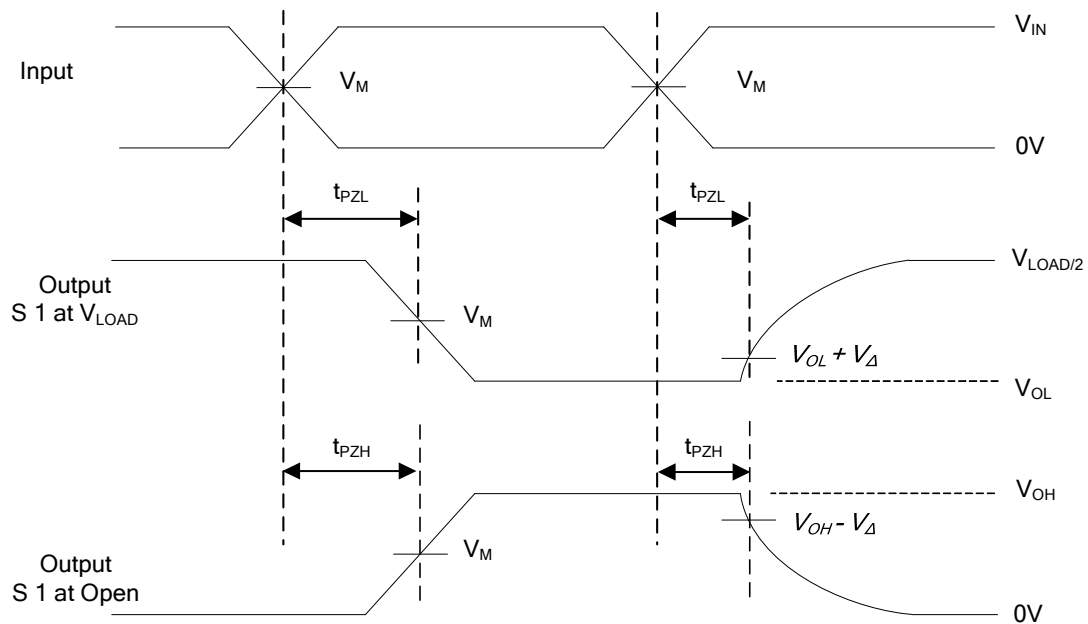 V_IN
Input
V_M
V_M
0V
t_PZL
t_PZL
Output
S 1 at V_LOAD
V_LOAD/2
V_M
V_OL + V_Δ
V_OL
t_PZH
t_PZH
V_OH
V_OH - V_Δ
Output
S 1 at Open
V_M
0V